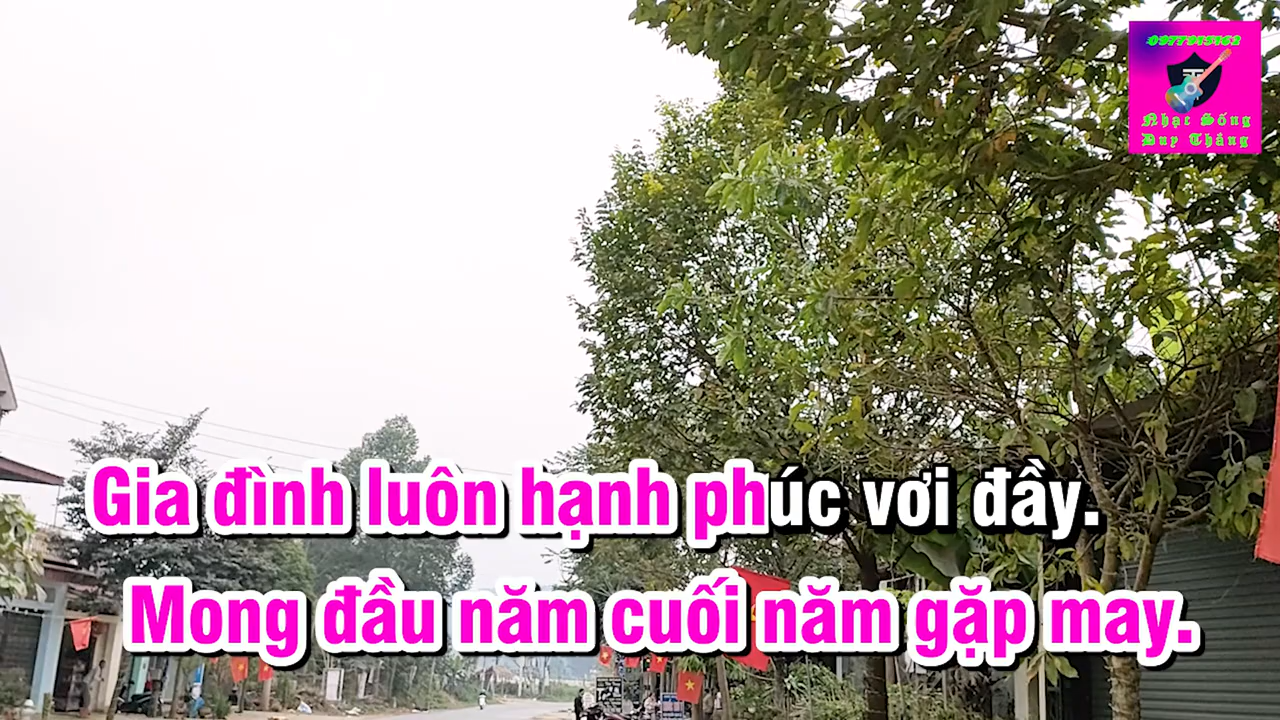 Nhạc Sống
Duy Thắng
Gia đình luôn hạnh phúc vơi đầy.
Mong đầu năm cuối năm gặp may.